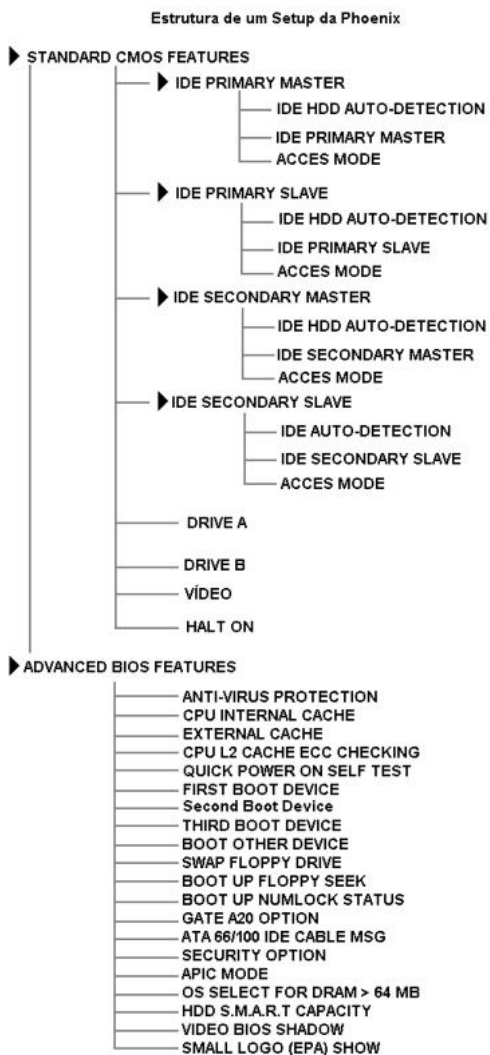 Estrutura de um Setup da Phoenix
STANDARD CMOS FEATURES
IDE PRIMARY MASTER
IDE HDD AUTO-DETECTION
IDE PRIMARY MASTER
ACCES MODE
IDE PRIMARY SLAVE
IDE HDD AUTO-DETECTION
IDE PRIMARY SLAVE
ACCES MODE
IDE SECONDARY MASTER
IDE HDD AUTO-DETECTION
IDE SECONDARY MASTER
ACCES MODE
IDE SECONDARY SLAVE
IDE AUTO-DETECTION
IDE SECONDARY SLAVE
ACCES MODE
DRIVE A
DRIVE B
VÍDEO
HALT ON
ADVANCED BIOS FEATURES
ANTI-VIRUS PROTECTION
CPU INTERNAL CACHE
EXTERNAL CACHE
CPU L2 CACHE ECC CHECKING
QUICK POWER ON SELF TEST
FIRST BOOT DEVICE
Second Boot Device
THIRD BOOT DEVICE
BOOT OTHER DEVICE
SWAP FLOPPY DRIVE
BOOT UP FLOPPY SEEK
BOOT UP NUMLOCK STATUS
GATE A20 OPTION
ATA 66/100 IDE CABLE MSG
SECURITY OPTION
APIC MODE
OS SELECT FOR DRAM > 64 MB
HDD S.M.A.R.T CAPACITY
VIDEO BIOS SHADOW
SMALL LOGO (EPA) SHOW